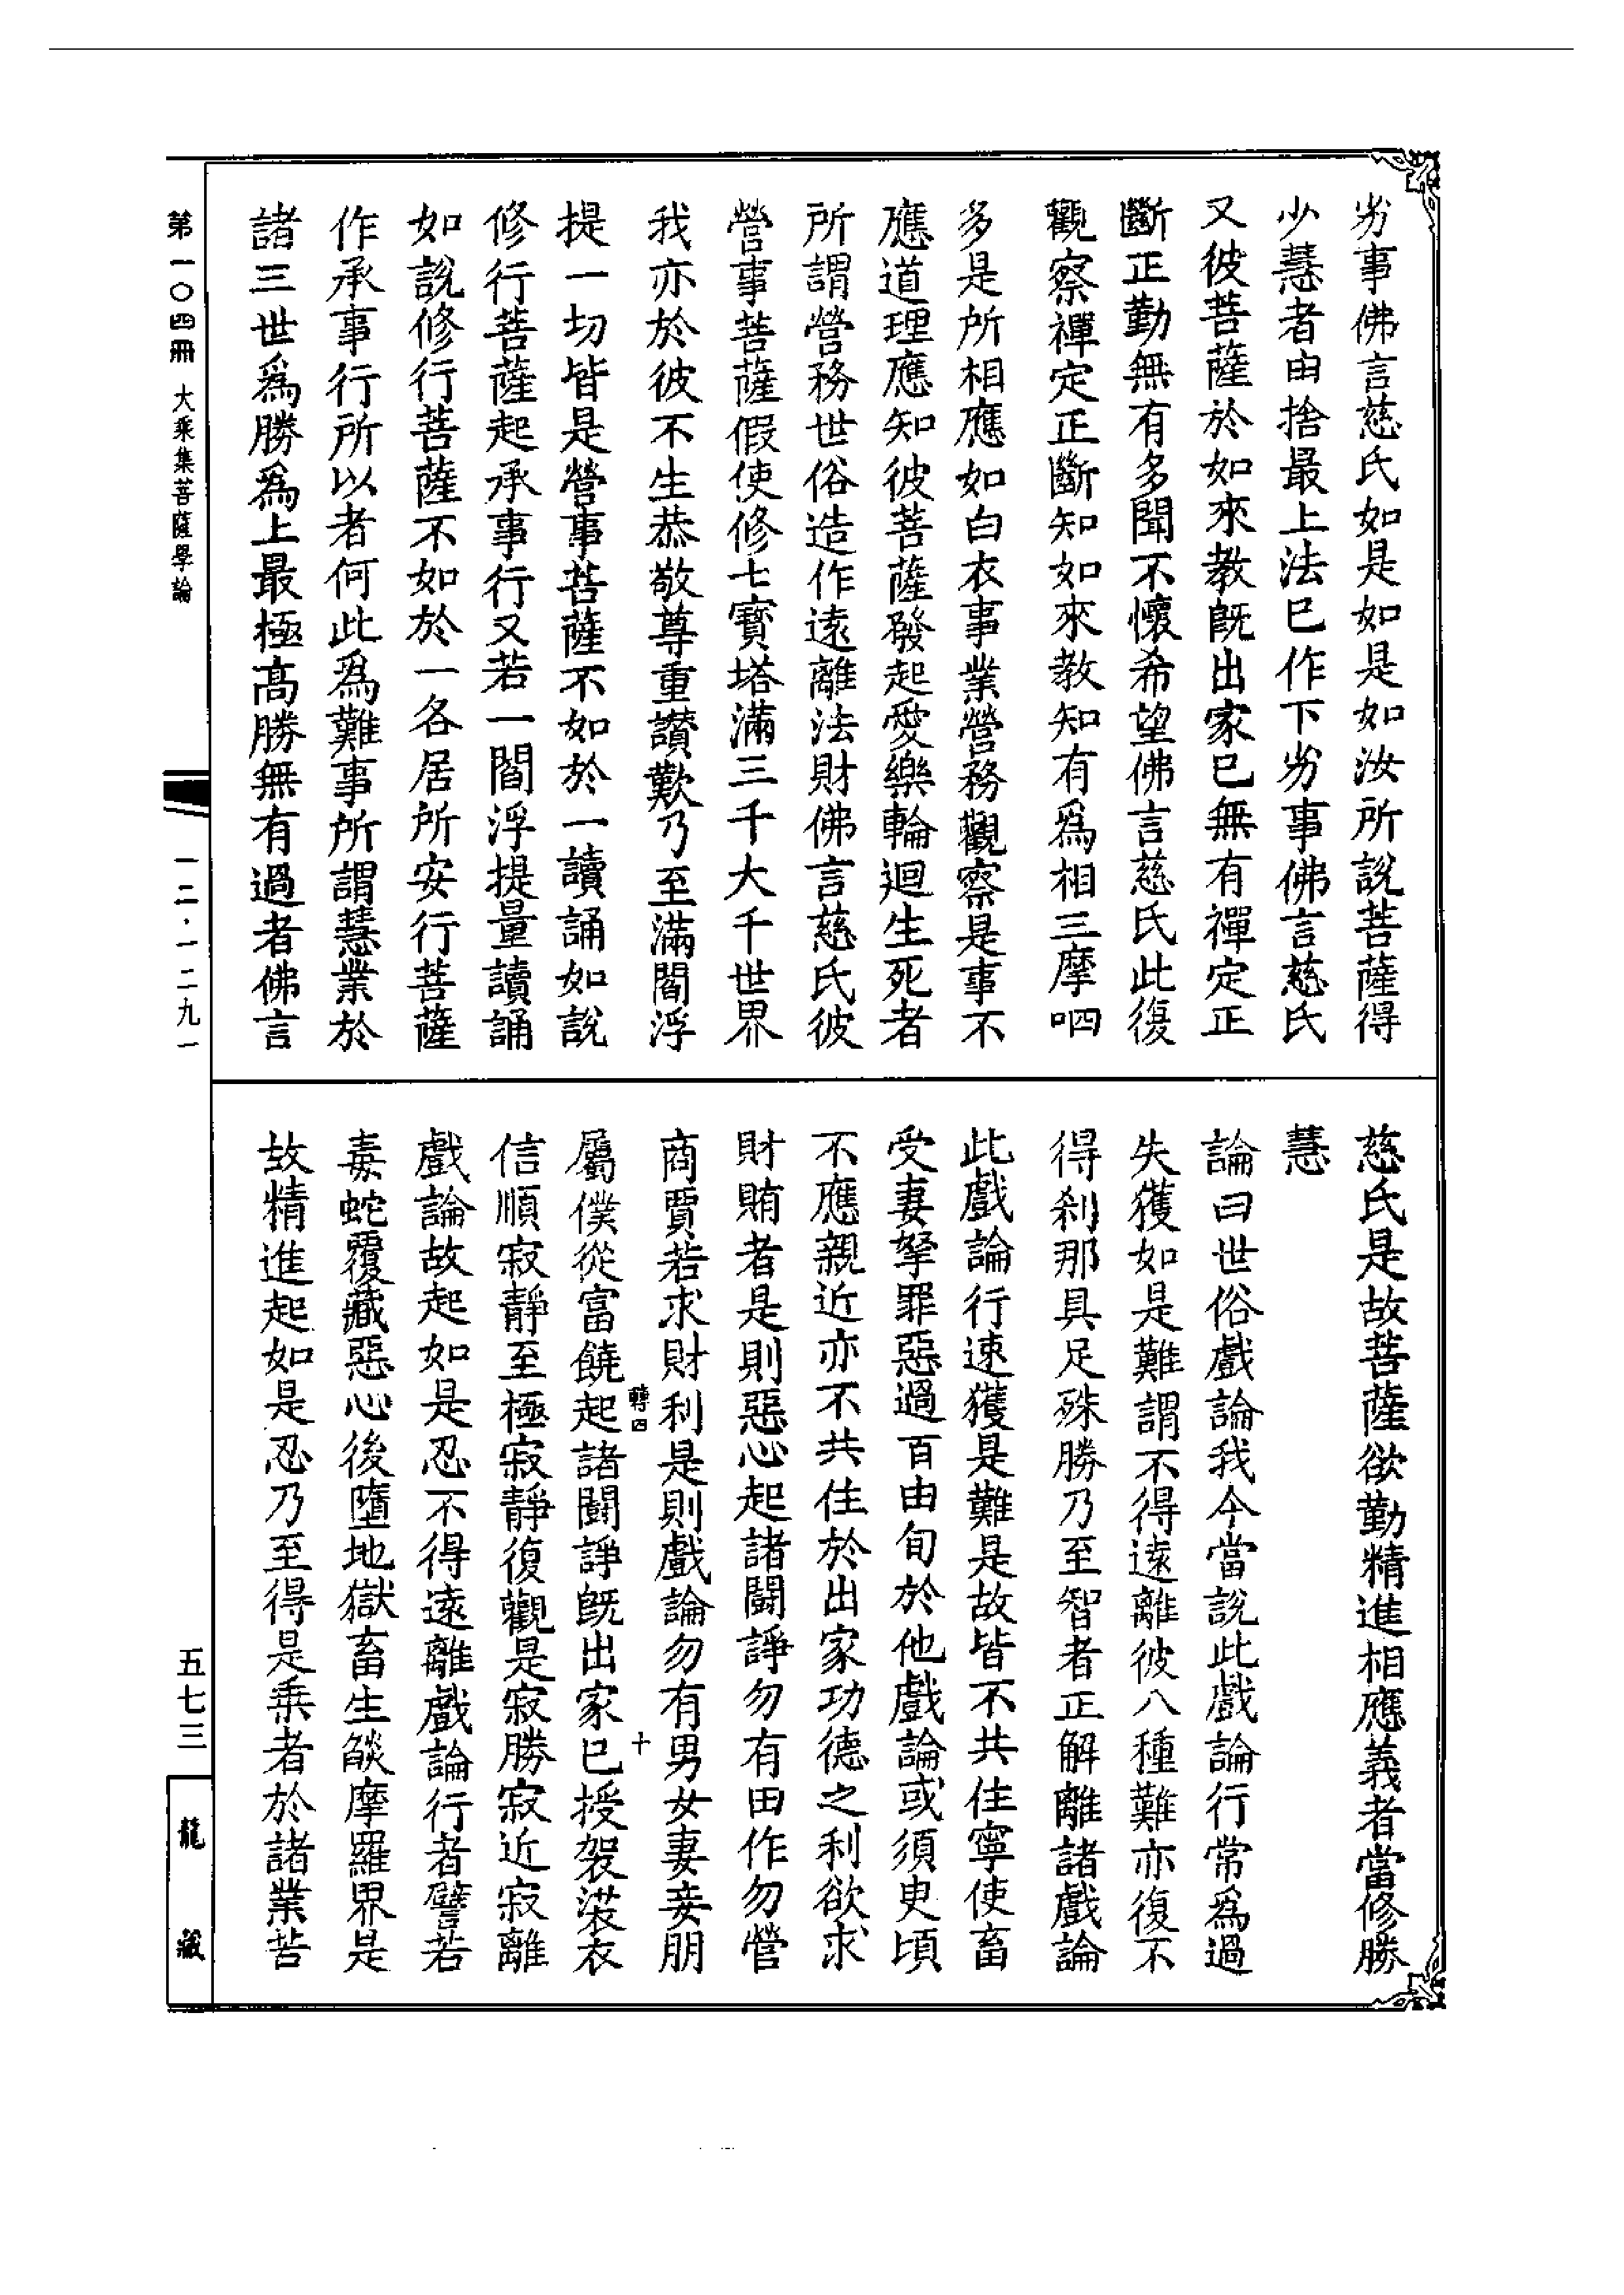 劣事佛言慈氏如是如是如汝所說菩薩得
少慧者由捨最上法已作下劣事佛言慈氏
又彼菩薩於如來教既出家已無有禪定正
斷正勤無有多聞不懷希望佛言慈氏此復
觀察禪定正斷知如來教知有為相三摩呬
多是所相應如白衣事業營務觀察是事不
應道理應知彼菩薩發起愛樂輪迴生死者
所謂營務世俗造作遠離法財佛言慈氏彼
營事菩薩假使修七寶塔滿三千大千世界
我亦於彼不生恭敬尊重讚歎乃至滿閻浮
提一切皆是營事菩薩不如於一讀誦如說
修行菩薩起承事行又若一閻浮提量讀誦
如說修行菩薩不如於一各居所安行菩薩
作承事行所以者何此為難事所謂慧業於
諸三世為勝為上最極高勝無有過者佛言
慈氏是故菩薩欲勤精進相應義者當修勝
慧
論曰世俗戲論我今當說此戲論行常為過
失獲如是難謂不得遠離彼八種難亦復不
得刹那具足殊勝乃至智者正解離諸戲論
此戲論行速獲是難是故皆不共住寧使畜
受妻孥罪惡過百由旬於他戲論或須臾頃
不應親近亦不共住於出家功德之利欲求
財賄者是則惡心起諸鬪諍勿有田作勿營
商賈若求財利是則戲論勿有男女妻妾朋
屬僕從富饒起諸鬪諍既出家已授袈裟衣
信順寂靜至極寂靜復觀是寂勝寂近寂離
戲論故起如是忍不得遠離戲論行者譬若
毒蛇覆藏惡心後墮地獄畜生燄摩羅界是
故精進起如是忍乃至得是乘者於諸業苦
轉四
十
第一〇四冊 大乘集菩薩學論
一二·一二九一
五七三
龍藏